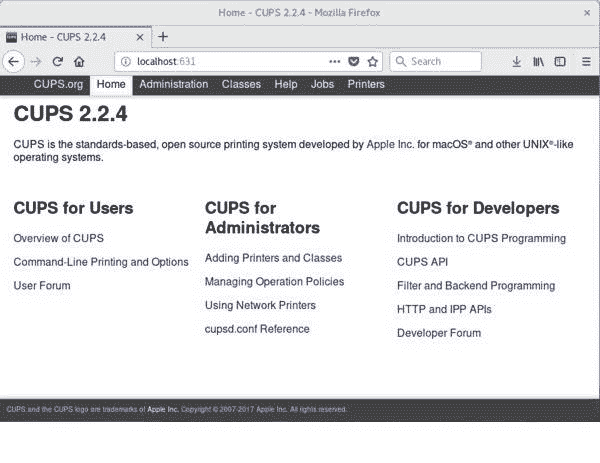 Home - CUPS 2.2.4 - Mozilla Firefox
Home - CUPS 2.2.4
localhost:631
Search
CUPS.org Home Administration Classes Help Jobs Printers
CUPS 2.2.4
CUPS is the standards-based, open source printing system developed by Apple Inc. for macOS® and other UNIX®-like
operating systems.
CUPS for Users
Overview of CUPS
Command-Line Printing and Options
User Forum
CUPS for
Administrators
Adding Printers and Classes
Managing Operation Policies
Using Network Printers
cupsd.conf Reference
CUPS for Developers
Introduction to CUPS Programming
CUPS API
Filter and Backend Programming
HTTP and IPP APIs
Developer Forum
CUPS and the CUPS logo are trademarks of Apple Inc. Copyright © 2007-2017 Apple Inc. All rights reserved.